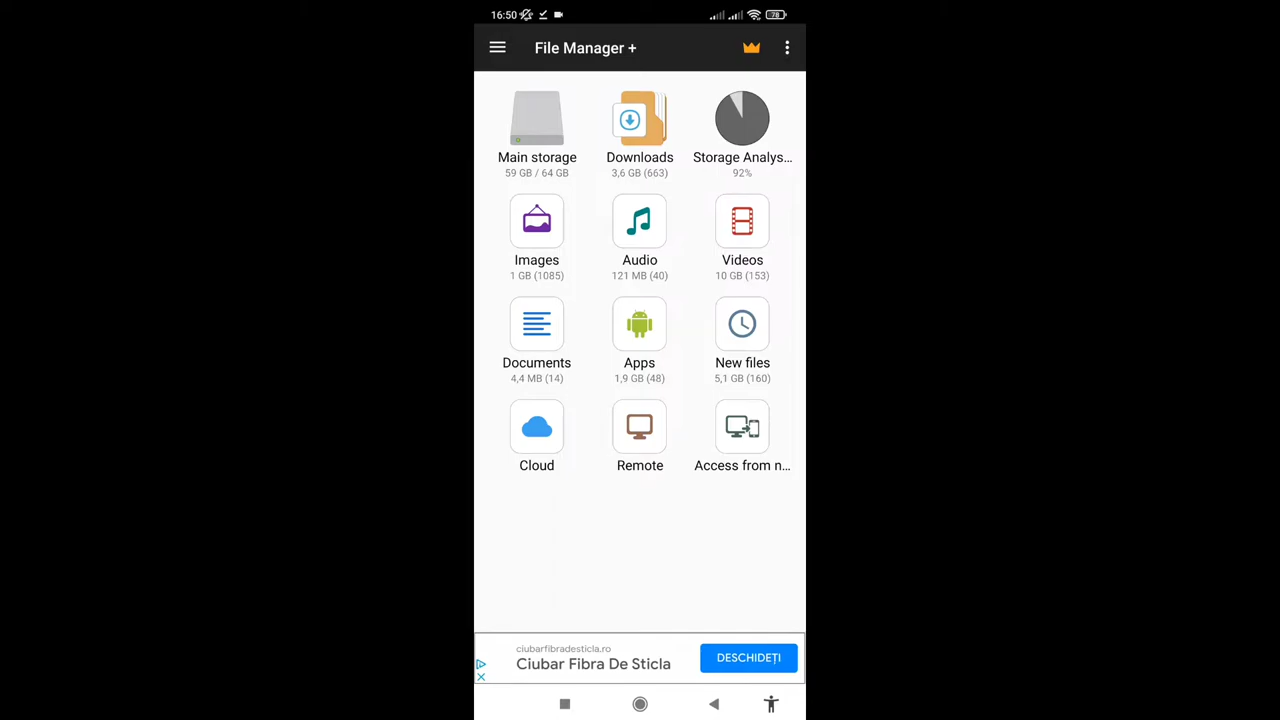 16:50
78
File Manager +
Main storage
59 GB / 64 GB
Downloads
3,6 GB (663)
Storage Analys...
92%
Images
1 GB (1085)
Audio
121 MB (40)
Videos
10 GB (153)
Documents
4,4 MB (14)
Apps
1,9 GB (48)
New files
5,1 GB (160)
Cloud
Remote
Access from n...
ciubarfibradesticla.ro
Ciubar Fibra De Sticla
DESCHIDEȚI